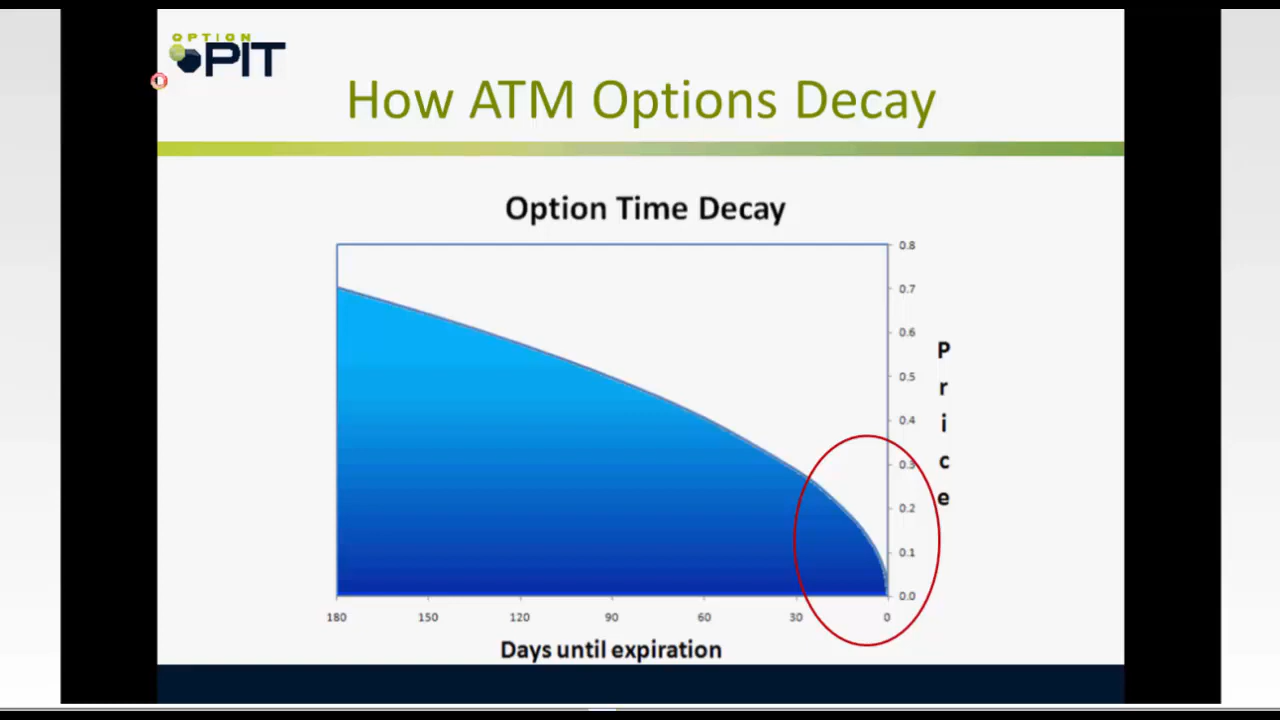 OPTION
PIT
How ATM Options Decay
Option Time Decay
0.8
0.7
0.6
0.5
0.4
0.3
0.2
0.1
0.0
P
r
i
c
e
180 150 120 90 60 30 0
Days until expiration